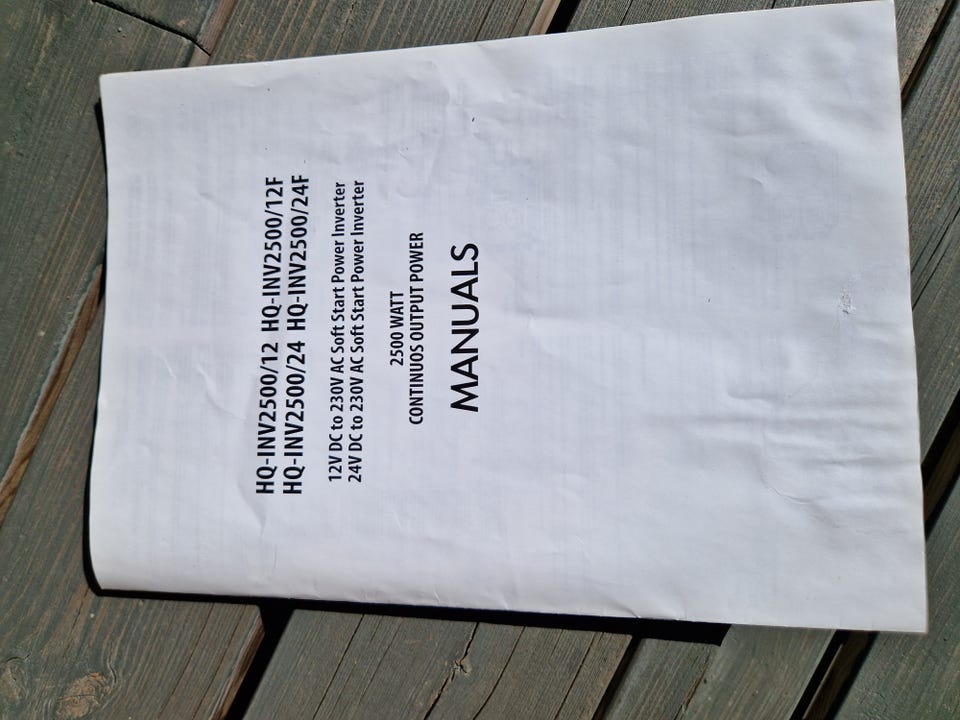 HQ-INV2500/12 HQ-INV2500/12F
HQ-INV2500/24 HQ-INV2500/24F
12V DC to 230V AC Soft Start Power Inverter
24V DC to 230V AC Soft Start Power Inverter
2500 WATT
CONTINUOS OUTPUT POWER
MANUALS